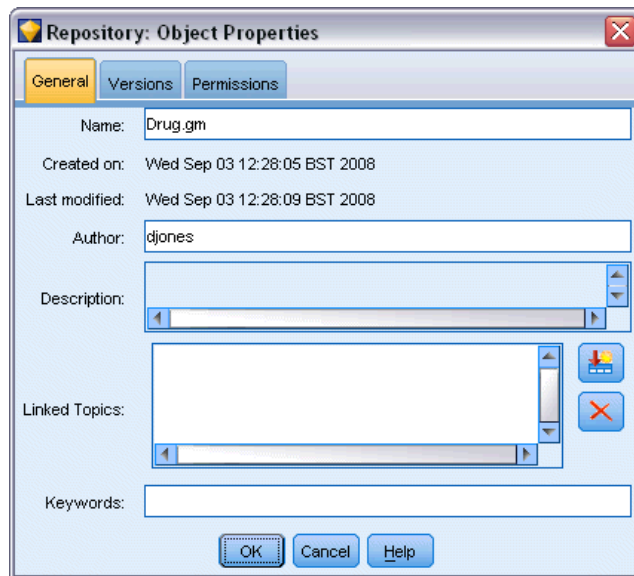 Repository: Object Properties
General Versions Permissions
Name: Drug.gm
Created on: Wed Sep 03 12:28:05 BST 2008
Last modified: Wed Sep 03 12:28:09 BST 2008
Author: djones
Description:
Linked Topics:
Keywords:
OK Cancel Help